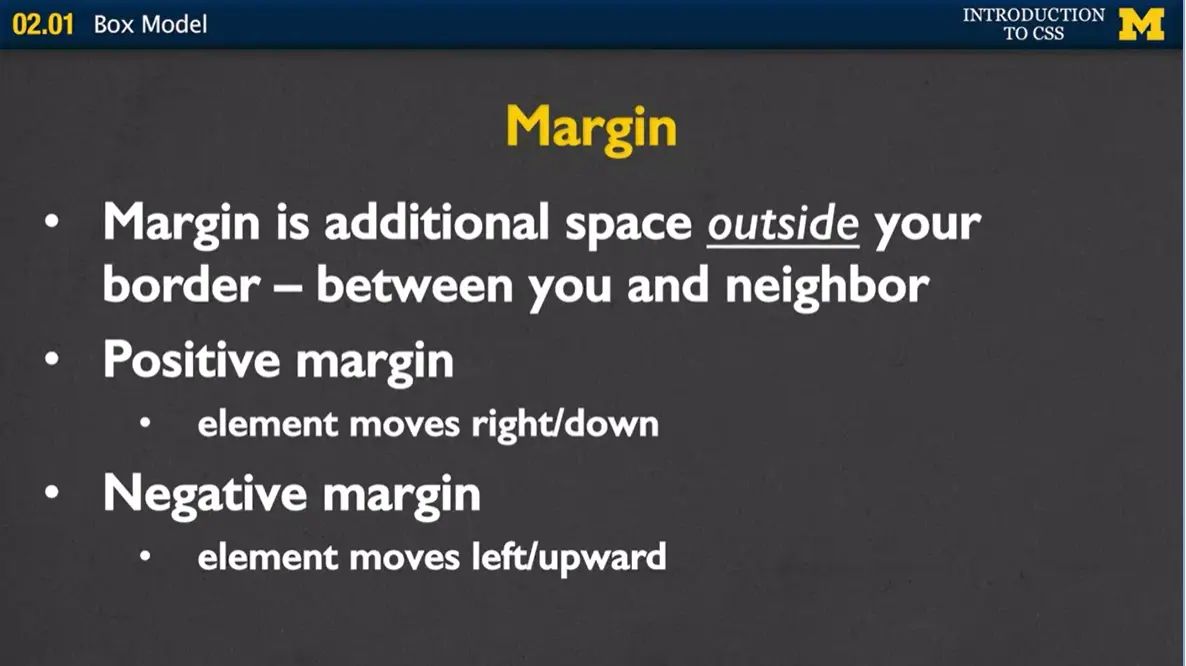 02.01 Box Model
INTRODUCTION
TO CSS
M
Margin
• Margin is additional space outside your
border – between you and neighbor
• Positive margin
• element moves right/down
• Negative margin
• element moves left/upward